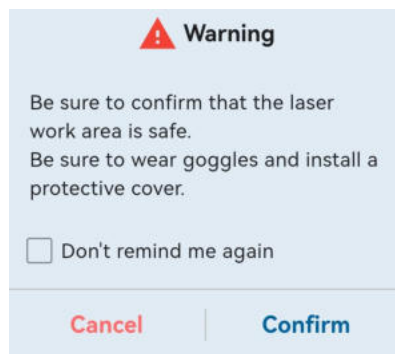 Warning
Be sure to confirm that the laser
work area is safe.
Be sure to wear goggles and install a
protective cover.
Don't remind me again
Cancel
Confirm